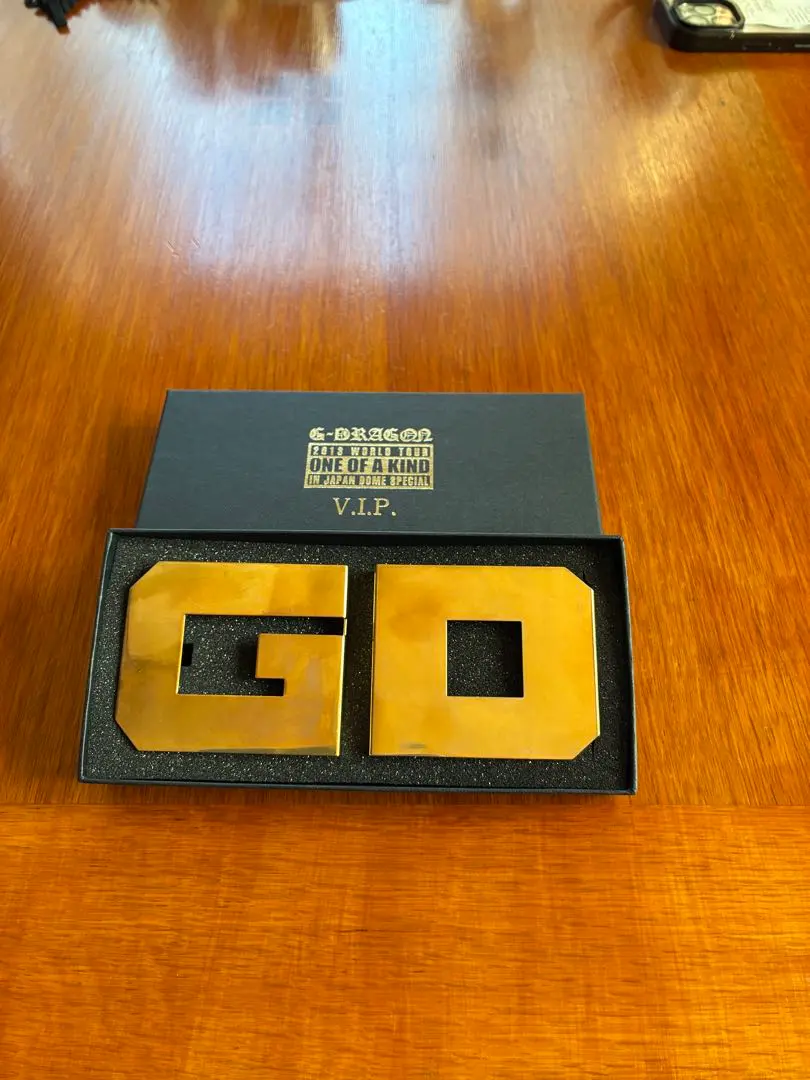 G-DRAGON
2013 WORLD TOUR
ONE OF A KIND
IN JAPAN DOME SPECIAL
V.I.P.
GD